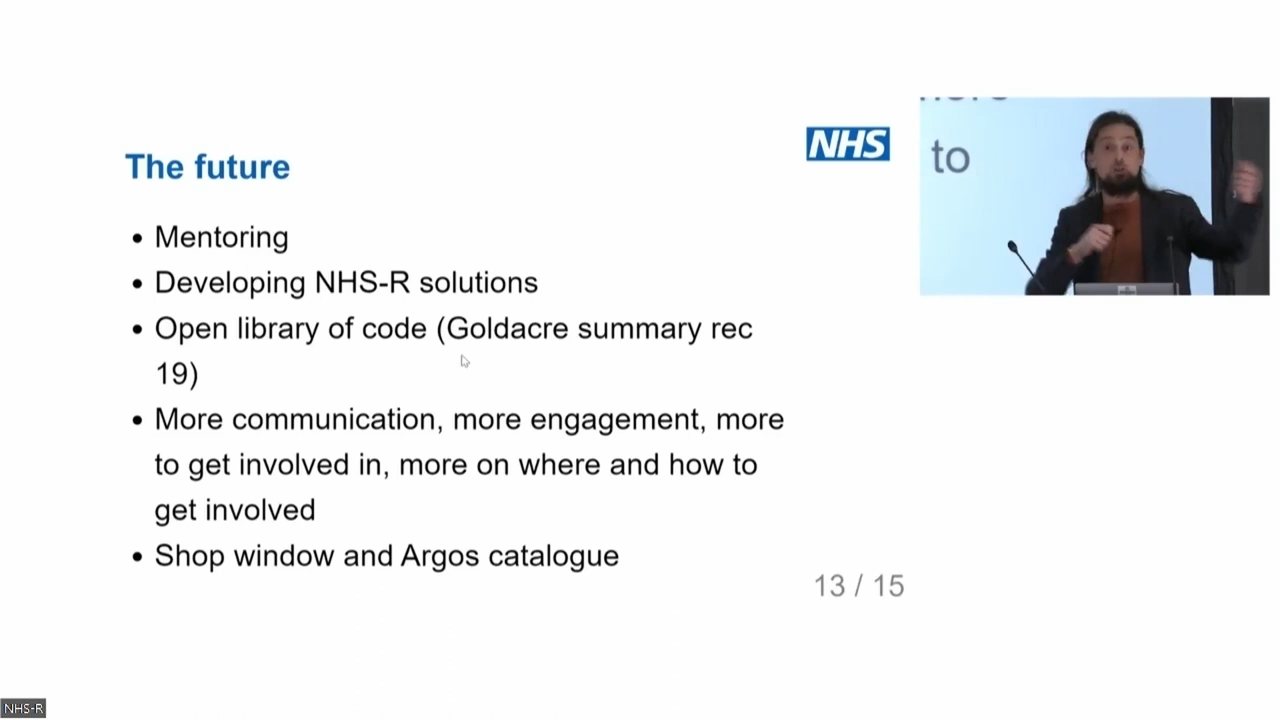 The future
NHS
• Mentoring
• Developing NHS-R solutions
• Open library of code (Goldacre summary rec
19)
• More communication, more engagement, more
to get involved in, more on where and how to
get involved
• Shop window and Argos catalogue
13 / 15
to
NHS-R